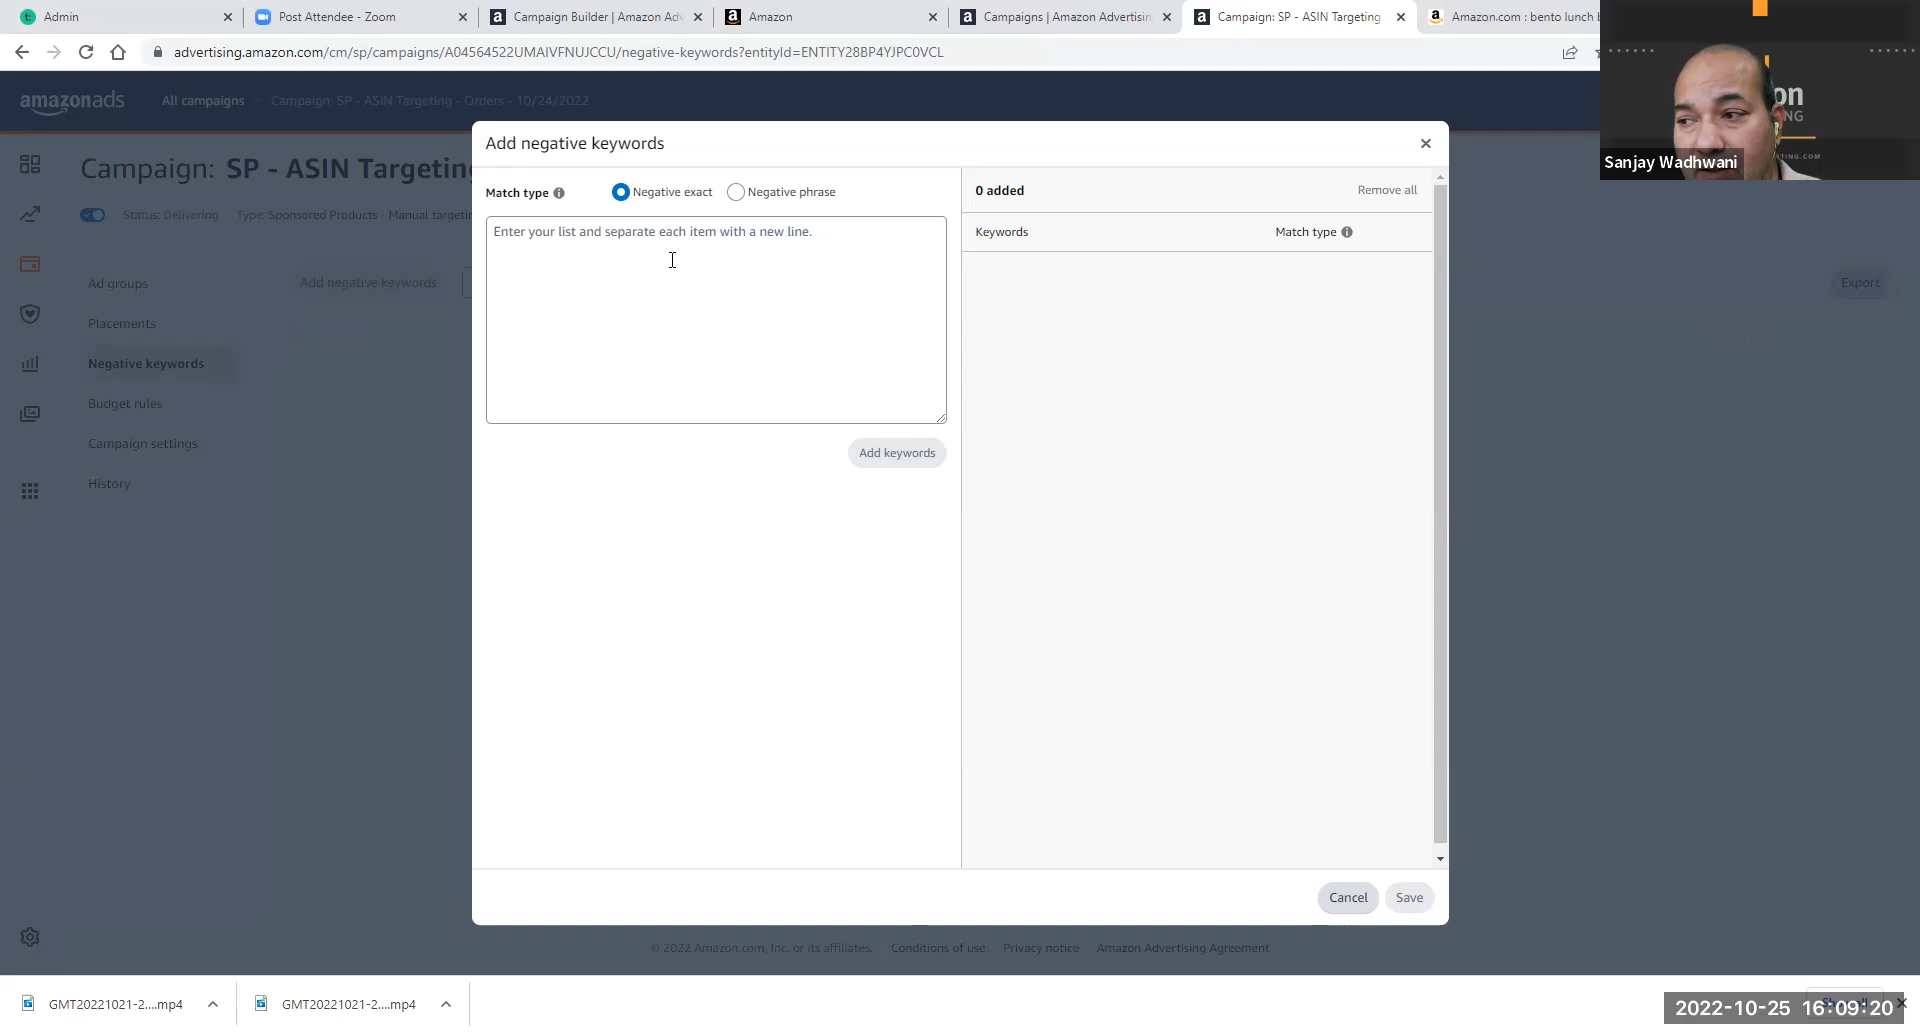 Admin
Post Attendee - Zoom
Campaign Builder | Amazon Ad
Amazon
Campaigns | Amazon Advertisin
Campaign: SP - ASIN Targeting
Amazon.com : bento lunch b
advertising.amazon.com/cm/sp/campaigns/A04564522UMAIVFNUJCCU/negative-keywords?entityId=ENTITY28BP4YJPC0VCL
on
NG
TING.COM
Sanjay Wadhwani
amazonads
All campaigns
Campaign: SP - ASIN Targeting - Orders - 10/24/2022
Campaign: SP - ASIN Targeting
Status: Delivering
Type: Sponsored Products - Manual targetin
Ad groups
Placements
Negative keywords
Budget rules
Campaign settings
History
Add negative keywords
Export
Add negative keywords
Match type
Negative exact
Negative phrase
Enter your list and separate each item with a new line.
Add keywords
0 added
Remove all
Keywords
Match type
Cancel
Save
© 2022 Amazon.com, Inc. or its affiliates.
Conditions of use
Privacy notice
Amazon Advertising Agreement
GMT20221021-2....mp4
GMT20221021-2....mp4
2022-10-25 16:09:20